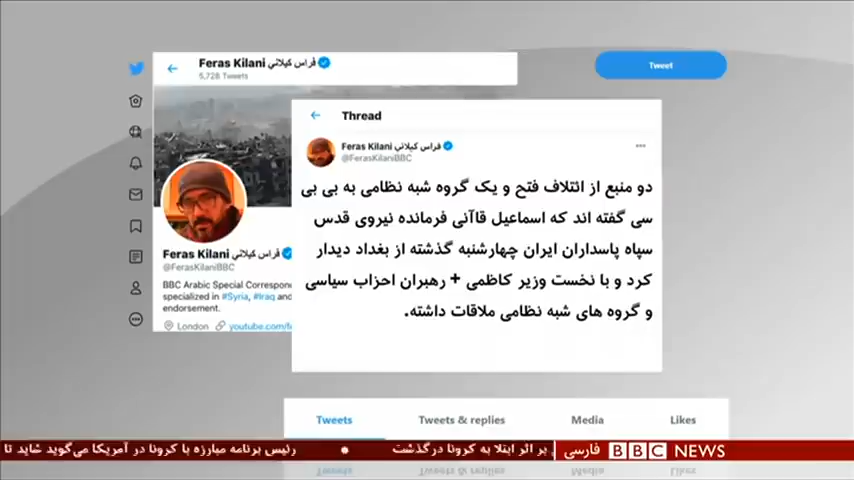 Feras Kilani فراس كيلاني
5,728 Tweets
Tweet
Thread
Feras Kilani فراس كيلاني
@FerasKilaniBBC
دو منبع از ائتلاف فتح و یک گروه شبه نظامی به بی بی
سی گفته اند که اسماعیل قاآنی فرمانده نیروی قدس
سپاه پاسداران ایران چهارشنبه گذشته از بغداد دیدار
کرد و با نخست وزیر کاظمی + رهبران احزاب سیاسی
و گروه های شبه نظامی ملاقات داشته.
Feras Kilani فراس كيلاني
@FerasKilaniBBC
BBC Arabic Special Correspond
specialized in #Syria, #Iraq and
endorsement.
London youtube.com/fe
Tweets Tweets & replies Media Likes
بر اثر ابتلا به کرونا درگذشت • رئیس برنامه مبارزه با کرونا در آمریکا می‌گوید شاید تا
BBC NEWS فارسی